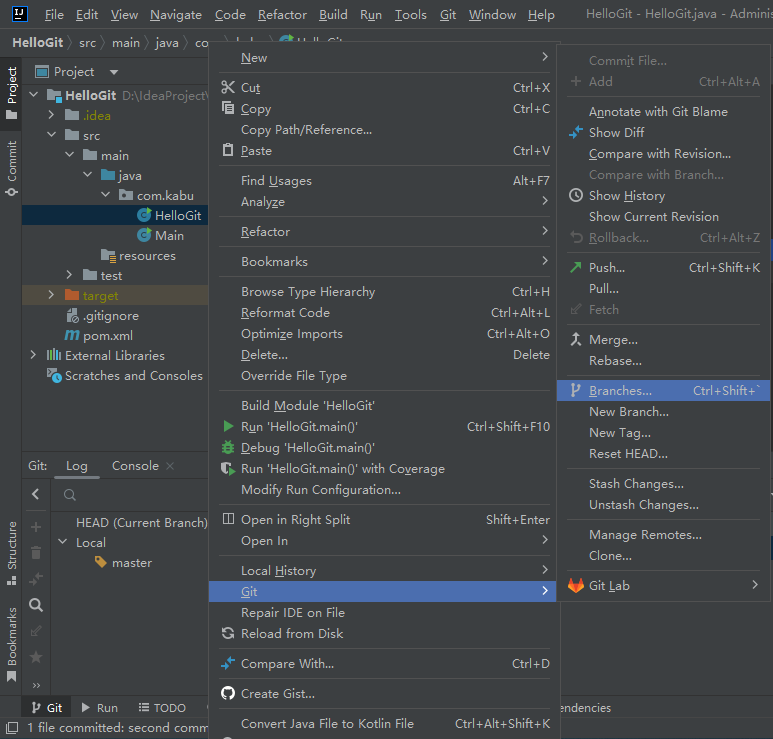 File Edit View Navigate Code Refactor Build Run Tools Git Window Help HelloGit - HelloGit.java - Adminis
HelloGit src main java
Project
HelloGit D:\IdeaProject\
.idea
src
main
java
com.kabu
HelloGit
Main
resources
test
target
.gitignore
pom.xml
External Libraries
Scratches and Consoles
Project
Commit
Structure
Bookmarks
Git: Log Console
HEAD (Current Branch)
Local
master
New
Cut Ctrl+X
Copy Ctrl+C
Copy Path/Reference...
Paste Ctrl+V
Find Usages Alt+F7
Analyze
Refactor
Bookmarks
Browse Type Hierarchy Ctrl+H
Reformat Code Ctrl+Alt+L
Optimize Imports Ctrl+Alt+O
Delete... Delete
Override File Type
Build Module 'HelloGit'
Run 'HelloGit.main()' Ctrl+Shift+F10
Debug 'HelloGit.main()'
Run 'HelloGit.main()' with Coverage
Modify Run Configuration...
Open in Right Split Shift+Enter
Open In
Local History
Git
Repair IDE on File
Reload from Disk
Compare With... Ctrl+D
Create Gist...
Convert Java File to Kotlin File Ctrl+Alt+Shift+K
Commit File...
Add Ctrl+Alt+A
Annotate with Git Blame
Show Diff
Compare with Revision...
Compare with Branch...
Show History
Show Current Revision
Rollback... Ctrl+Alt+Z
Push... Ctrl+Shift+K
Pull...
Fetch
Merge...
Rebase...
Branches... Ctrl+Shift+`
New Branch...
New Tag...
Reset HEAD...
Stash Changes...
Unstash Changes...
Manage Remotes...
Clone...
Git Lab
Git Run TODO endencies
1 file committed: second comm